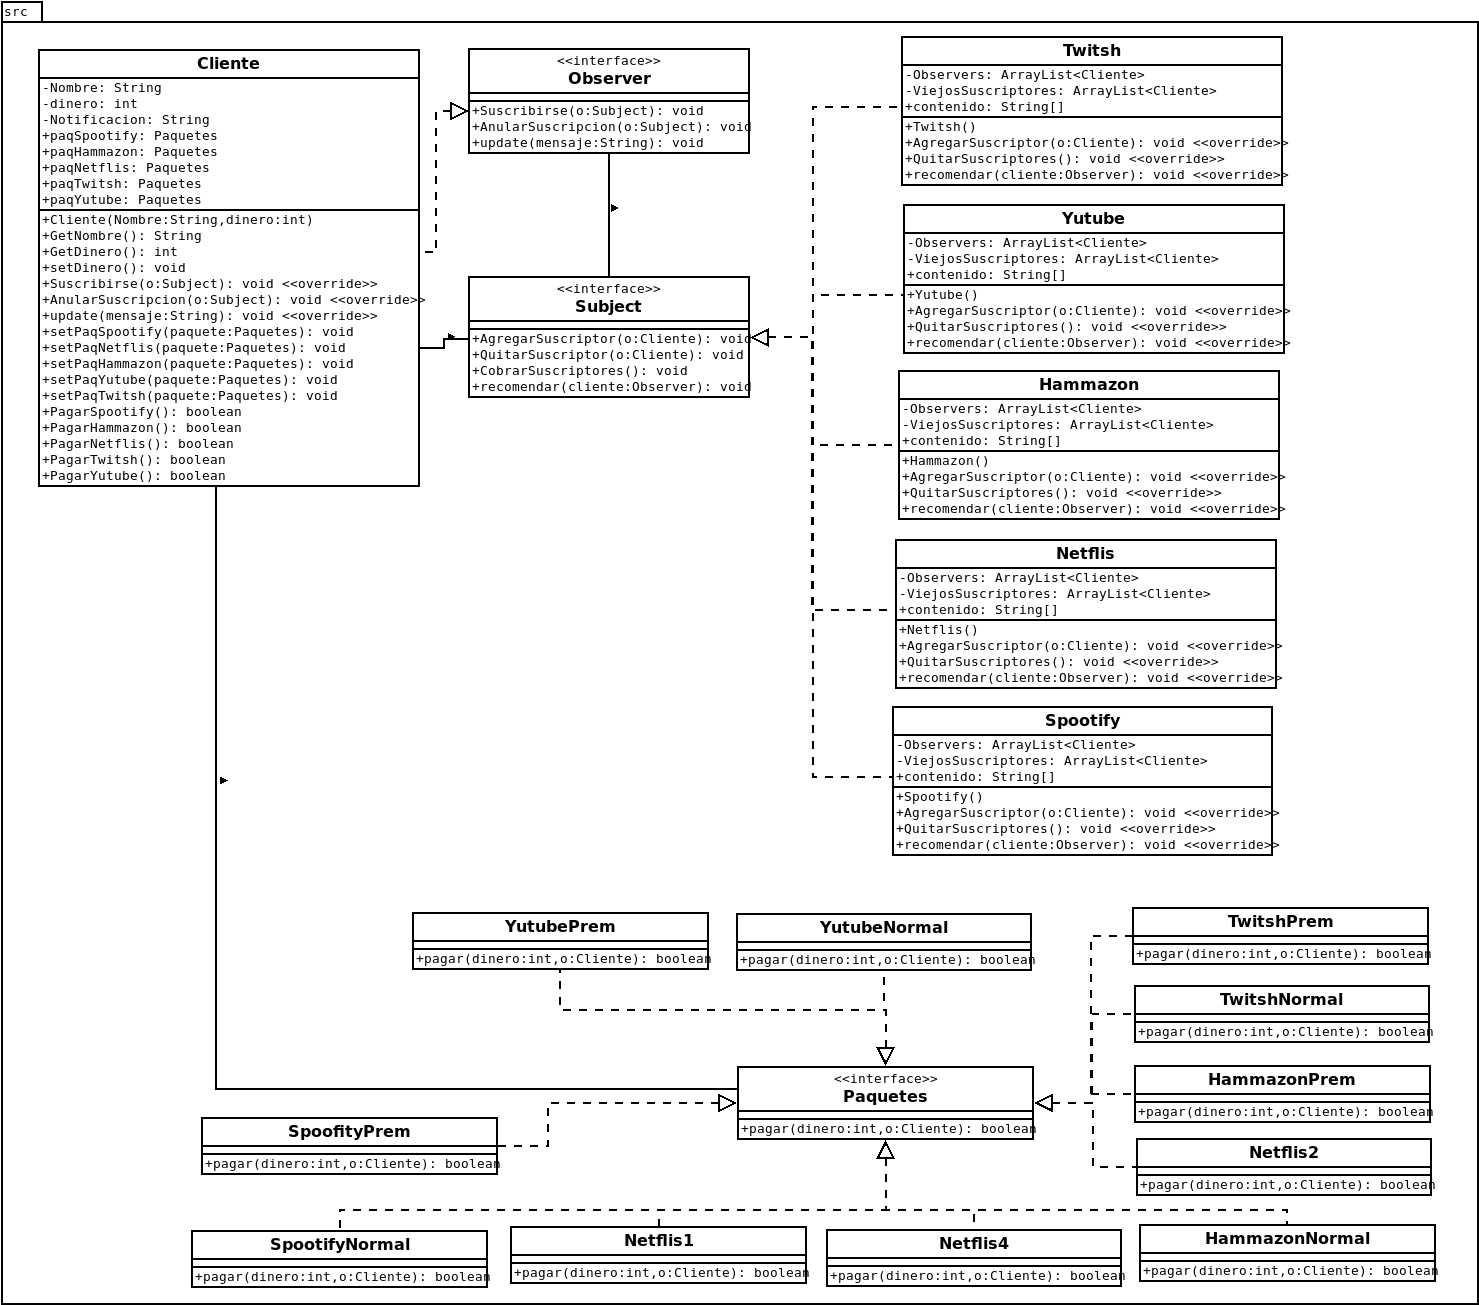 src
Cliente
-Nombre: String
-dinero: int
-Notificacion: String
+paqSpootify: Paquetes
+paqHammazon: Paquetes
+paqNetflis: Paquetes
+paqTwitsh: Paquetes
+paqYutube: Paquetes
+Cliente(Nombre:String,dinero:int)
+GetNombre(): String
+GetDinero(): int
+setDinero(): void
+Suscribirse(o:Subject): void <<override>>
+AnularSuscripcion(o:Subject): void <<override>>
+update(mensaje:String): void <<override>>
+setPaqSpootify(paquete:Paquetes): void
+setPaqNetflis(paquete:Paquetes): void
+setPaqHammazon(paquete:Paquetes): void
+setPaqYutube(paquete:Paquetes): void
+setPaqTwitsh(paquete:Paquetes): void
+PagarSpootify(): boolean
+PagarHammazon(): boolean
+PagarNetflis(): boolean
+PagarTwitsh(): boolean
+PagarYutube(): boolean
<<interface>>
Observer
+Suscribirse(o:Subject): void
+AnularSuscripcion(o:Subject): void
+update(mensaje:String): void
<<interface>>
Subject
+AgregarSuscriptor(o:Cliente): void
+QuitarSuscriptor(o:Cliente): void
+CobrarSuscriptores(): void
+recomendar(cliente:Observer): void
Twitsh
-Observers: ArrayList<Cliente>
-ViejosSuscriptores: ArrayList<Cliente>
+contenido: String[]
+Twitsh()
+AgregarSuscriptor(o:Cliente): void <<override>>
+QuitarSuscriptores(): void <<override>>
+recomendar(cliente:Observer): void <<override>>
Yutube
-Observers: ArrayList<Cliente>
-ViejosSuscriptores: ArrayList<Cliente>
+contenido: String[]
+Yutube()
+AgregarSuscriptor(o:Cliente): void <<override>>
+QuitarSuscriptores(): void <<override>>
+recomendar(cliente:Observer): void <<override>>
Hammazon
-Observers: ArrayList<Cliente>
-ViejosSuscriptores: ArrayList<Cliente>
+contenido: String[]
+Hammazon()
+AgregarSuscriptor(o:Cliente): void <<override>>
+QuitarSuscriptores(): void <<override>>
+recomendar(cliente:Observer): void <<override>>
Netflis
-Observers: ArrayList<Cliente>
-ViejosSuscriptores: ArrayList<Cliente>
+contenido: String[]
+Netflis()
+AgregarSuscriptor(o:Cliente): void <<override>>
+QuitarSuscriptores(): void <<override>>
+recomendar(cliente:Observer): void <<override>>
Spootify
-Observers: ArrayList<Cliente>
-ViejosSuscriptores: ArrayList<Cliente>
+contenido: String[]
+Spootify()
+AgregarSuscriptor(o:Cliente): void <<override>>
+QuitarSuscriptores(): void <<override>>
+recomendar(cliente:Observer): void <<override>>
YutubePrem
+pagar(dinero:int,o:Cliente): boolean
YutubeNormal
+pagar(dinero:int,o:Cliente): boolean
TwitshPrem
+pagar(dinero:int,o:Cliente): boolean
TwitshNormal
+pagar(dinero:int,o:Cliente): boolean
HammazonPrem
+pagar(dinero:int,o:Cliente): boolean
<<interface>>
Paquetes
+pagar(dinero:int,o:Cliente): boolean
SpoofityPrem
+pagar(dinero:int,o:Cliente): boolean
Netflis2
+pagar(dinero:int,o:Cliente): boolean
SpootifyNormal
+pagar(dinero:int,o:Cliente): boolean
Netflis1
+pagar(dinero:int,o:Cliente): boolean
Netflis4
+pagar(dinero:int,o:Cliente): boolean
HammazonNormal
+pagar(dinero:int,o:Cliente): boolean